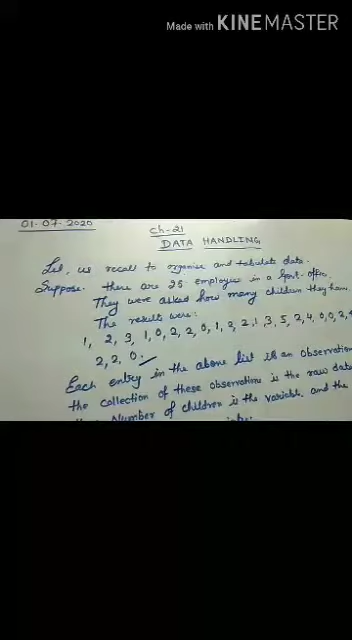 Made with KINEMASTER
01-07-2020
Ch-21
DATA HANDLING
Let, us recall to organise and tabulate data.
Suppose there are 25 employees in a Govt. office
They were asked how many children they have
The results were:
1, 2, 3, 1, 0, 2, 2, 0, 1, 2, 2, 1, 3, 5, 2, 4, 0, 0, 2,
2, 2, 0.
Each entry in the above list is an observation
the collection of these observations is the raw data
Number of children is the variable, and the